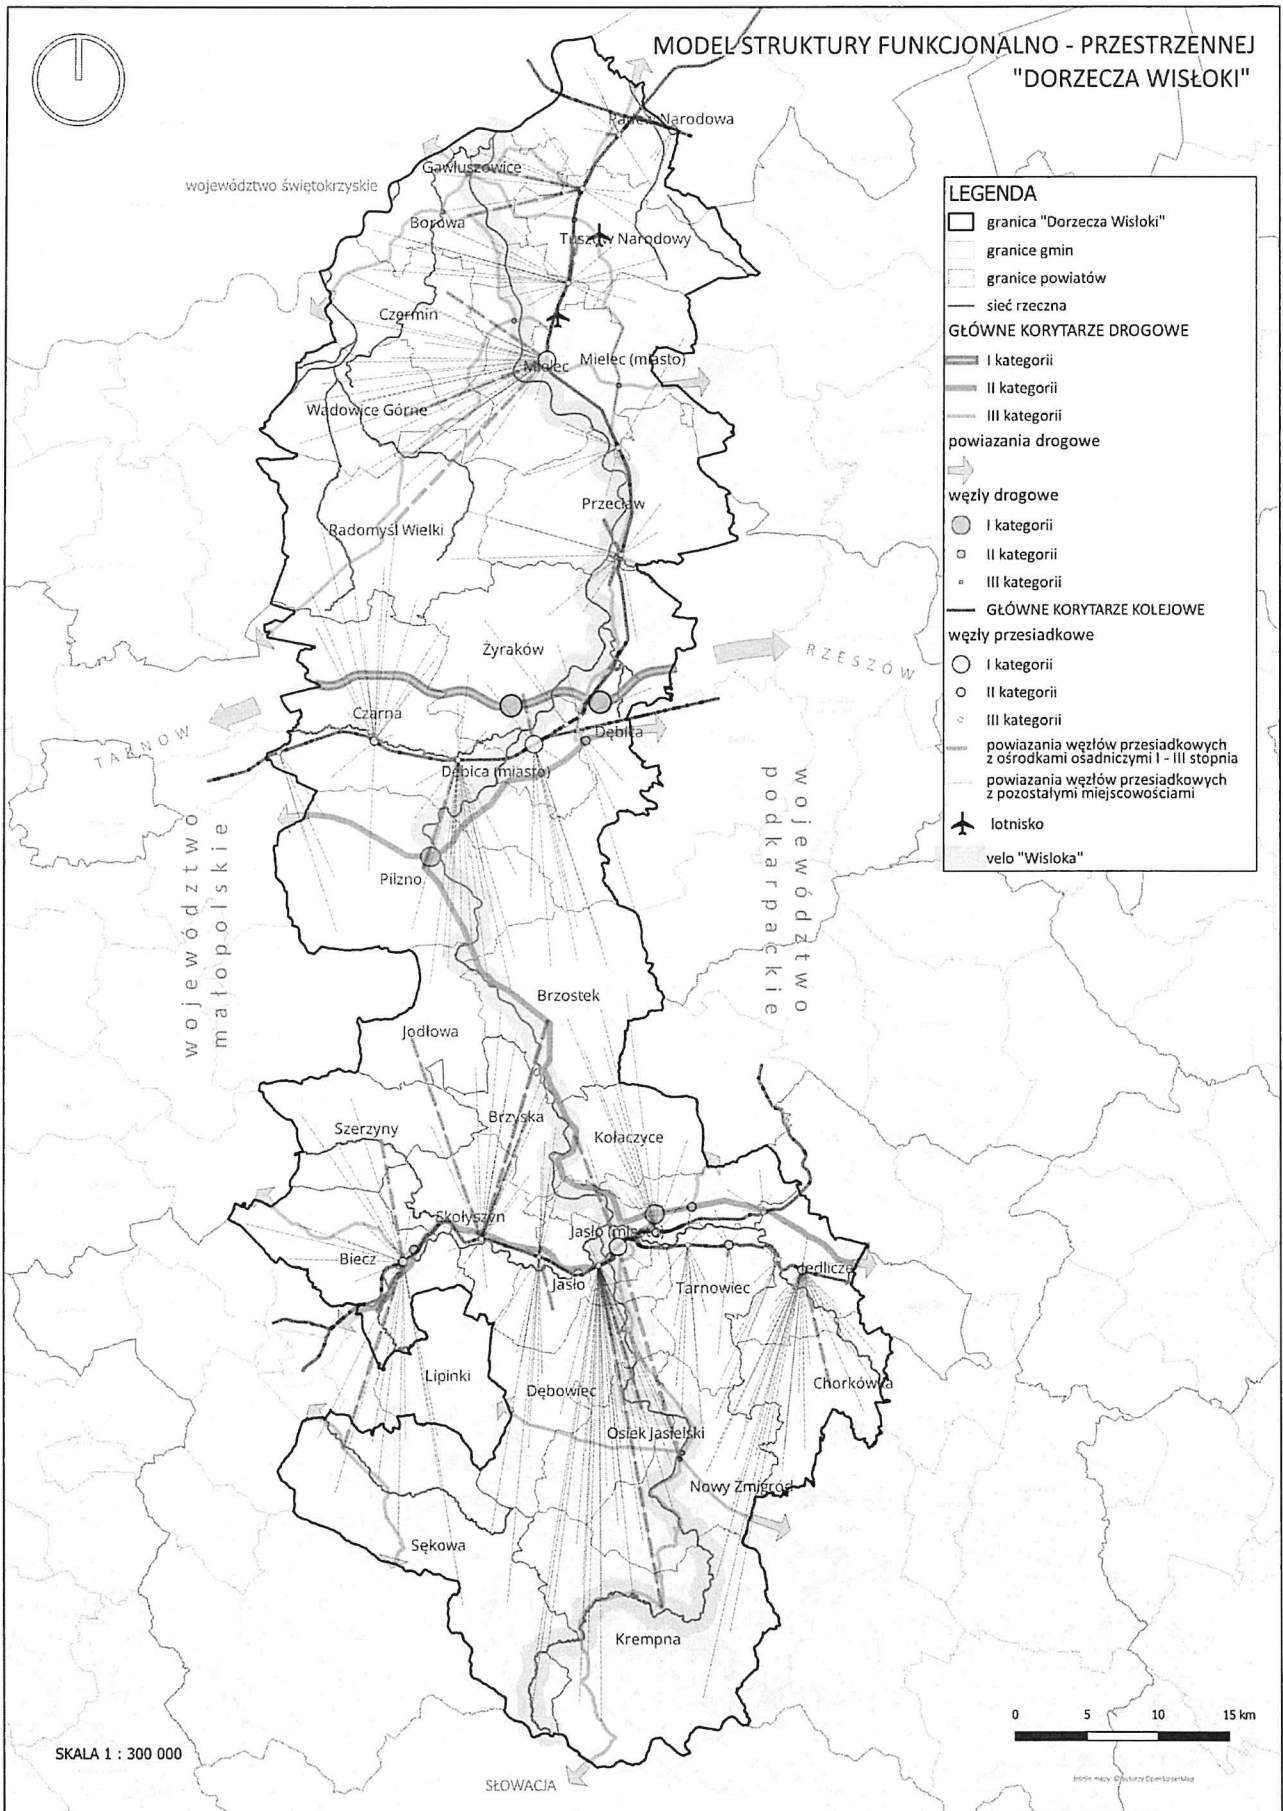 MODEL STRUKTURY FUNKCJONALNO - PRZESTRZENNEJ
"DORZECZA WISŁOKI"
Padew Narodowa
Gawłuszowice
województwo świętokrzyskie
Borowa
Tuszów Narodowy
Czermin
Mielec (miasto)
Mielec
Wadowice Górne
Przecław
Radomyśl Wielki
Żyraków
RZESZÓW
Czarna
TARNÓW
Dębica
Dębica (miasto)
województwo
małopolskie
województwo
podkarpackie
Pilzno
Brzostek
Jodłowa
Brzyska
Szerzyny
Kołaczyce
Skołyszyn
Jasło (miasto)
Biecz
Jedlicze
Jasło
Tarnowiec
Lipinki
Dębowiec
Chorkówka
Osiek Jasielski
Nowy Żmigród
Sękowa
Krempna
SŁOWACJA
LEGENDA
granica "Dorzecza Wisłoki"
granice gmin
granice powiatów
sieć rzeczna
GŁÓWNE KORYTARZE DROGOWE
I kategorii
II kategorii
III kategorii
powiazania drogowe
węzly drogowe
I kategorii
II kategorii
III kategorii
GŁÓWNE KORYTARZE KOLEJOWE
węzły przesiadkowe
I kategorii
II kategorii
III kategorii
powiazania węzłów przesiadkowych
z ośrodkami osadniczymi I - III stopnia
powiazania węzłów przesiadkowych
z pozostałymi miejscowościami
lotnisko
velo "Wisloka"
0 5 10 15 km
SKALA 1 : 300 000
źródło mapy: © autorzy OpenStreetMap